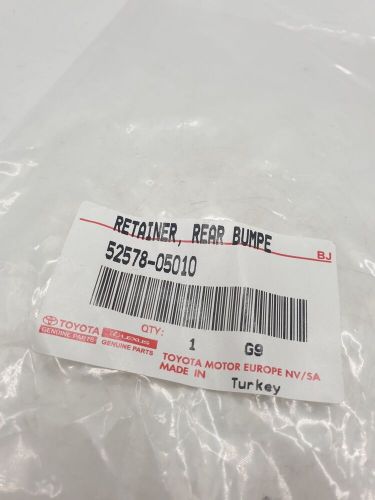 RETAINER, REAR BUMPE
BJ
52578-05010
TOYOTA
GENUINE PARTS
LEXUS
GENUINE PARTS
QTY: 1 G9
TOYOTA MOTOR EUROPE NV/SA
MADE IN Turkey